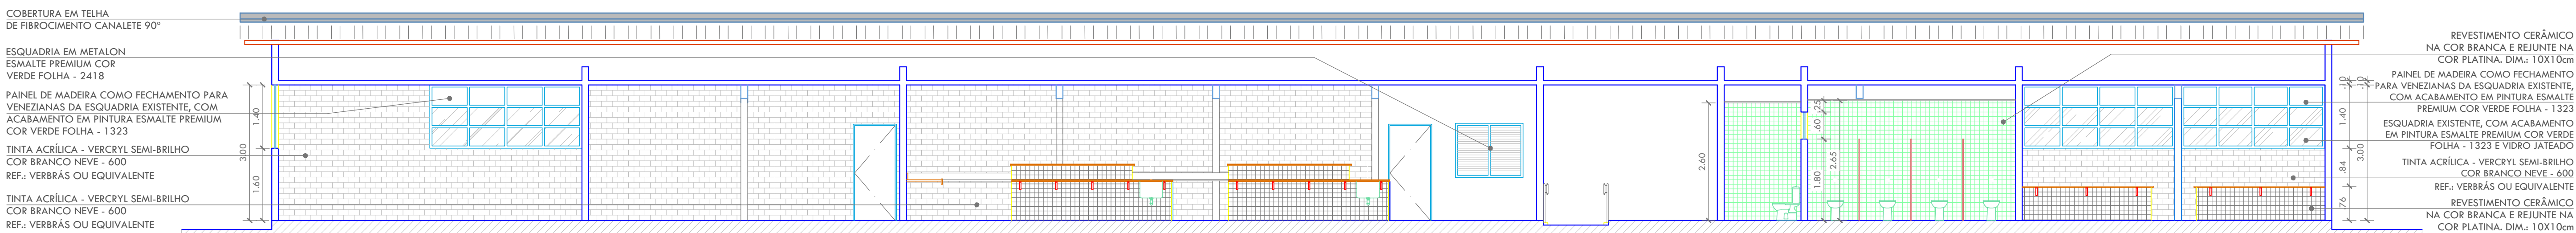 COBERTURA EM TELHA
DE FIBROCIMENTO CANALETE 90°
ESQUADRIA EM METALON
ESMALTE PREMIUM COR
VERDE FOLHA - 2418
PAINEL DE MADEIRA COMO FECHAMENTO PARA
VENEZIANAS DA ESQUADRIA EXISTENTE, COM
ACABAMENTO EM PINTURA ESMALTE PREMIUM
COR VERDE FOLHA - 1323
TINTA ACRÍLICA - VERCRYL SEMI-BRILHO
COR BRANCO NEVE - 600
REF.: VERBRÁS OU EQUIVALENTE
TINTA ACRÍLICA - VERCRYL SEMI-BRILHO
COR BRANCO NEVE - 600
REF.: VERBRÁS OU EQUIVALENTE
3.00
1.40
1.60
2.60
.25
.60
1.80
2.65
.10
.10
1.40
.84
.76
3.00
REVESTIMENTO CERÂMICO
NA COR BRANCA E REJUNTE NA
COR PLATINA. DIM.: 10X10cm
PAINEL DE MADEIRA COMO FECHAMENTO
PARA VENEZIANAS DA ESQUADRIA EXISTENTE,
COM ACABAMENTO EM PINTURA ESMALTE
PREMIUM COR VERDE FOLHA - 1323
ESQUADRIA EXISTENTE, COM ACABAMENTO
EM PINTURA ESMALTE PREMIUM COR VERDE
FOLHA - 1323 E VIDRO JATEADO
TINTA ACRÍLICA - VERCRYL SEMI-BRILHO
COR BRANCO NEVE - 600
REF.: VERBRÁS OU EQUIVALENTE
REVESTIMENTO CERÂMICO
NA COR BRANCA E REJUNTE NA
COR PLATINA. DIM.: 10X10cm